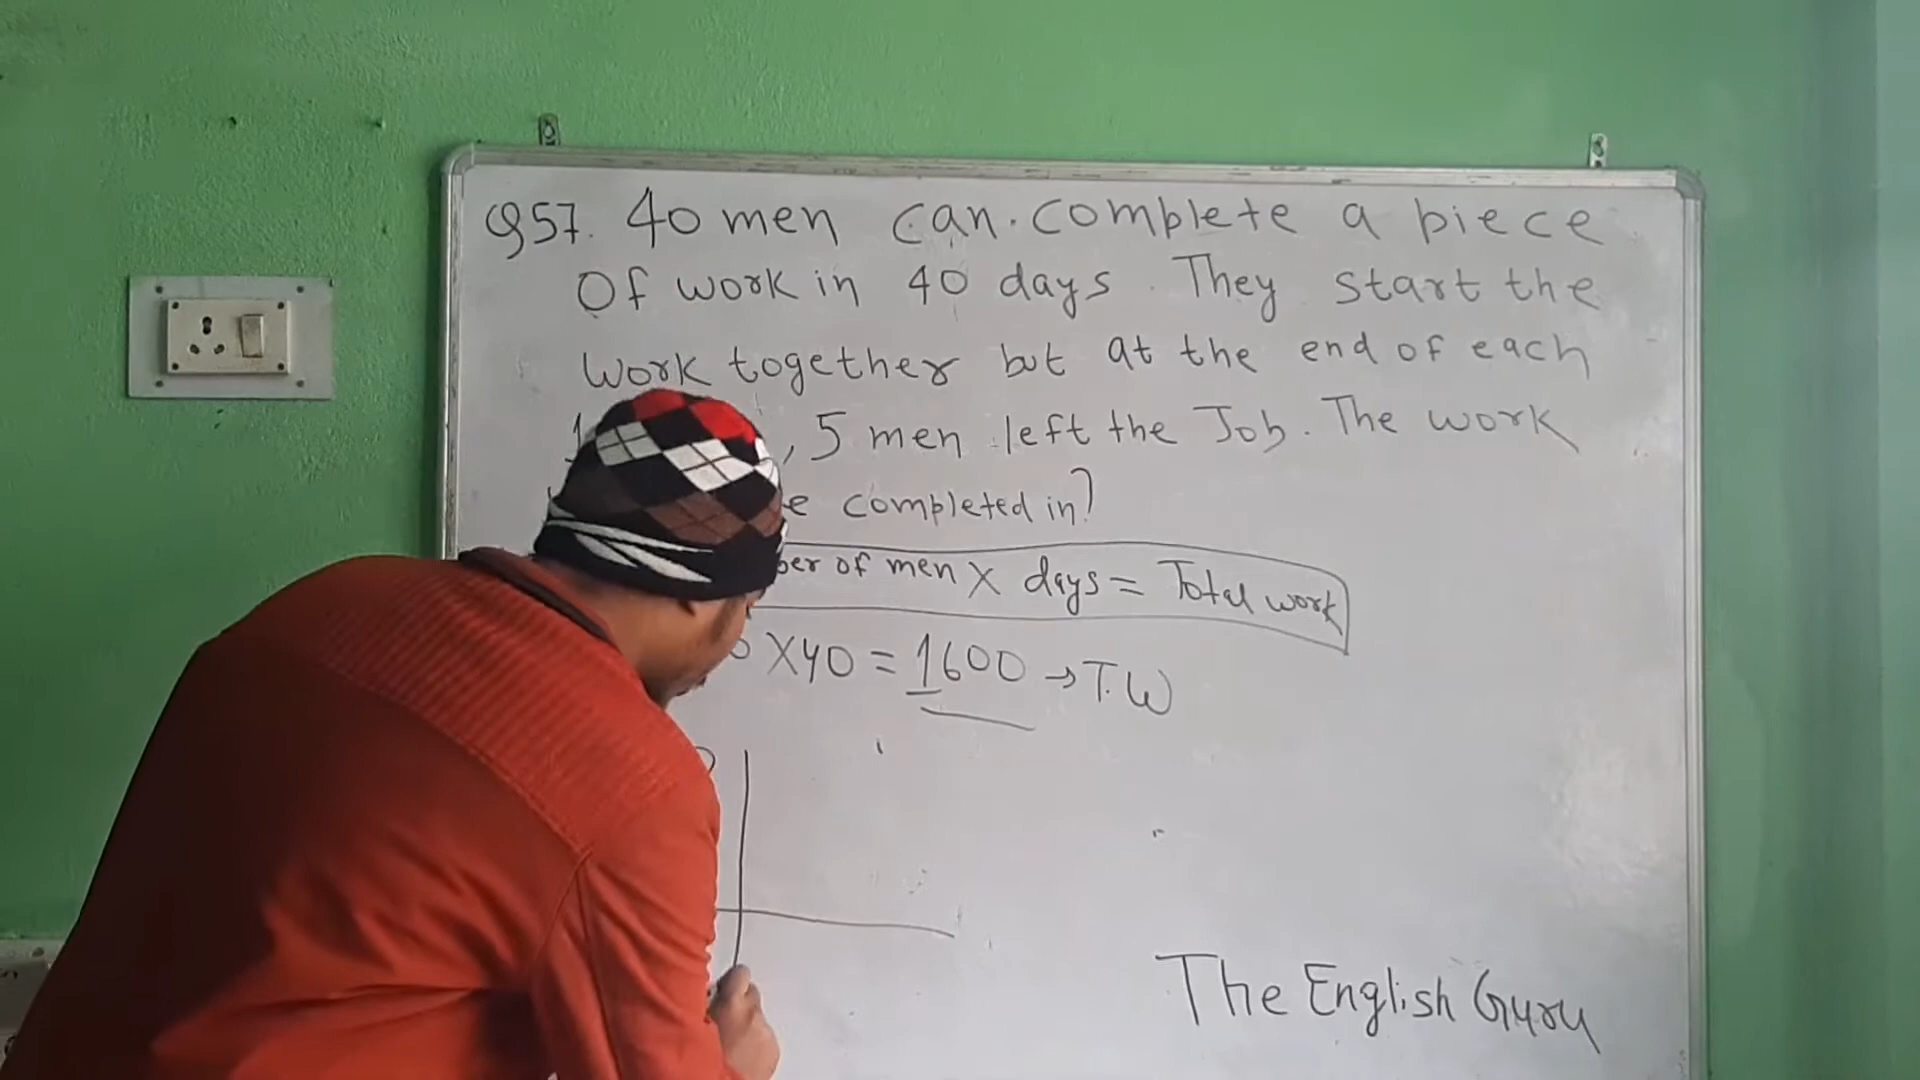 Q57. 40 men can complete a piece
of work in 40 days. They start the
work together but at the end of each
, 5 men left the Job. The work
completed in?
of men X days = Total work
X40 = 1600 → T.W
The English Guru